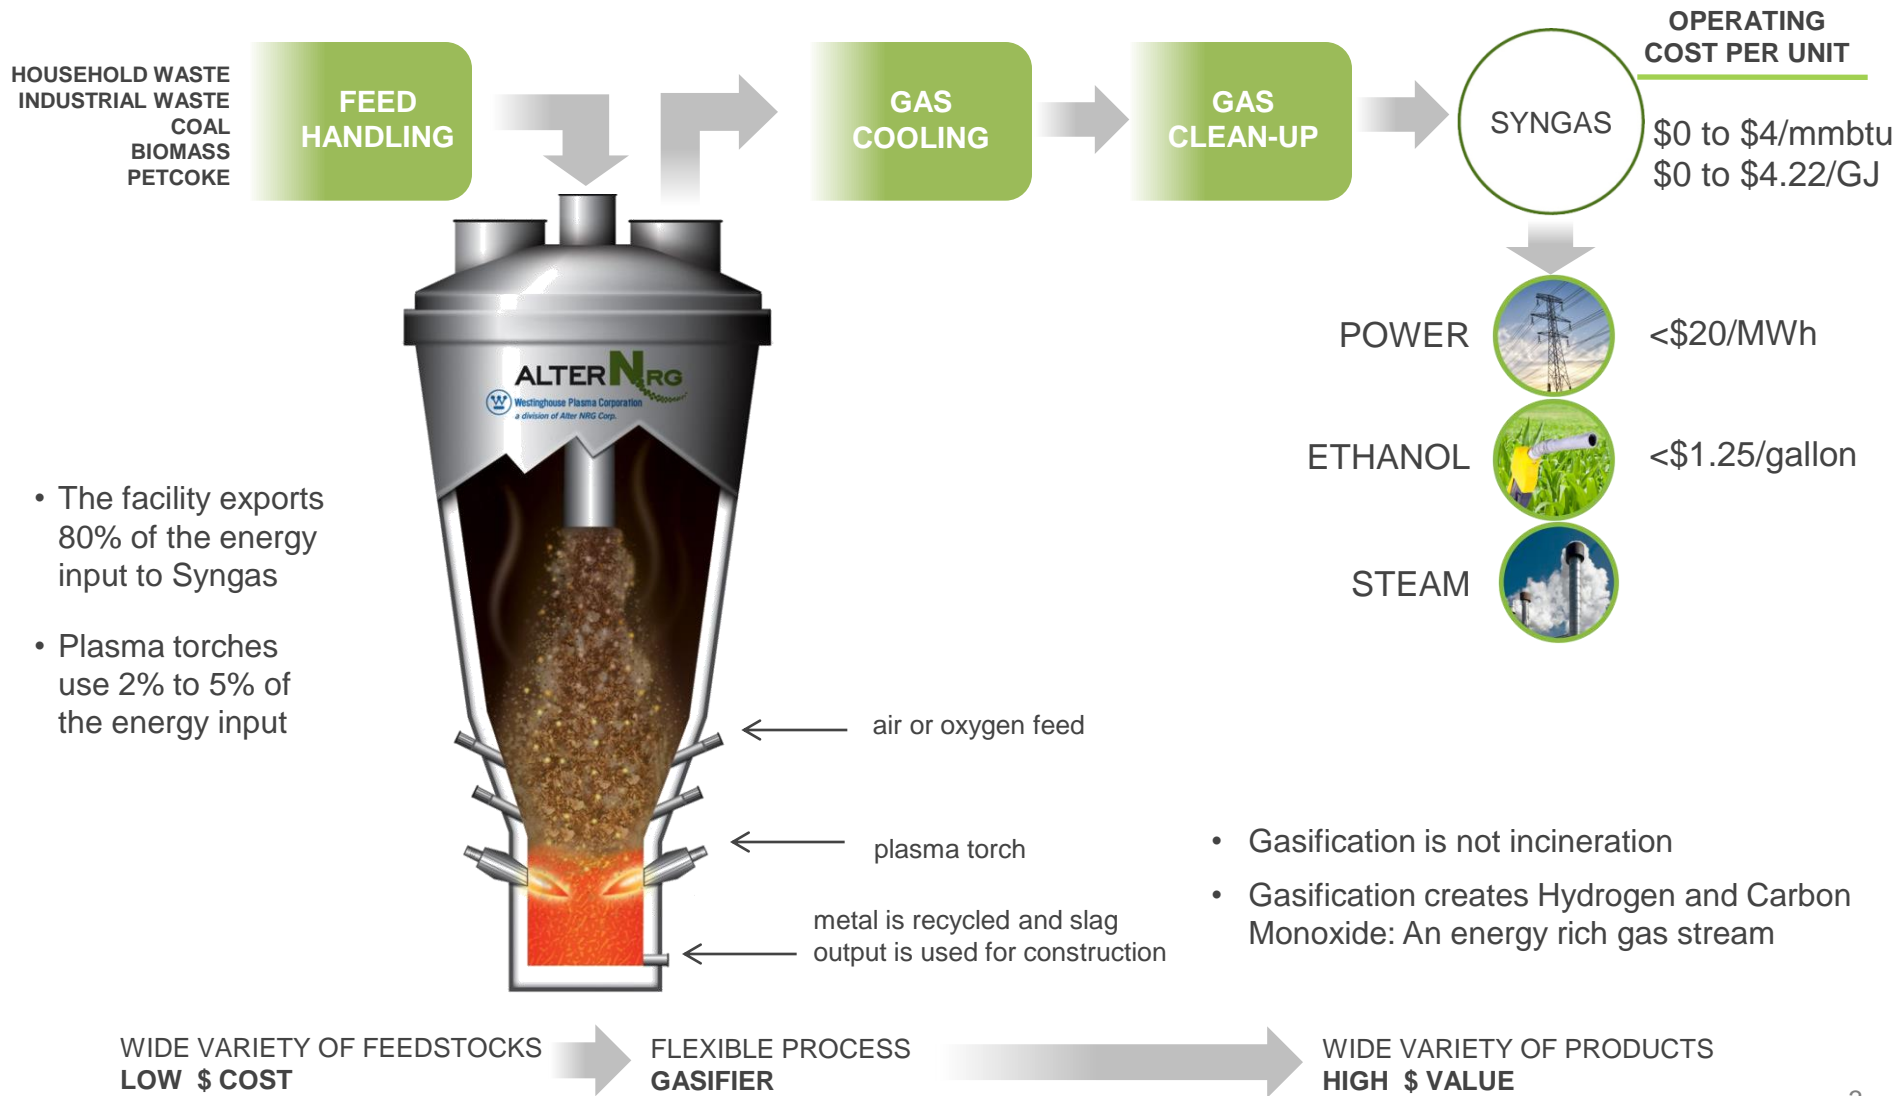 HOUSEHOLD WASTE
INDUSTRIAL WASTE
COAL
BIOMASS
PETCOKE
FEED
HANDLING
GAS
COOLING
GAS
CLEAN-UP
SYNGAS
OPERATING
COST PER UNIT
$0 to $4/mmbtu
$0 to $4.22/GJ
POWER
<$20/MWh
ETHANOL
<$1.25/gallon
STEAM
ALTER NRG
W
Westinghouse Plasma Corporation
a division of Alter NRG Corp.
• The facility exports
80% of the energy
input to Syngas
• Plasma torches
use 2% to 5% of
the energy input
air or oxygen feed
plasma torch
metal is recycled and slag
output is used for construction
• Gasification is not incineration
• Gasification creates Hydrogen and Carbon
Monoxide: An energy rich gas stream
WIDE VARIETY OF FEEDSTOCKS
LOW $ COST
FLEXIBLE PROCESS
GASIFIER
WIDE VARIETY OF PRODUCTS
HIGH $ VALUE